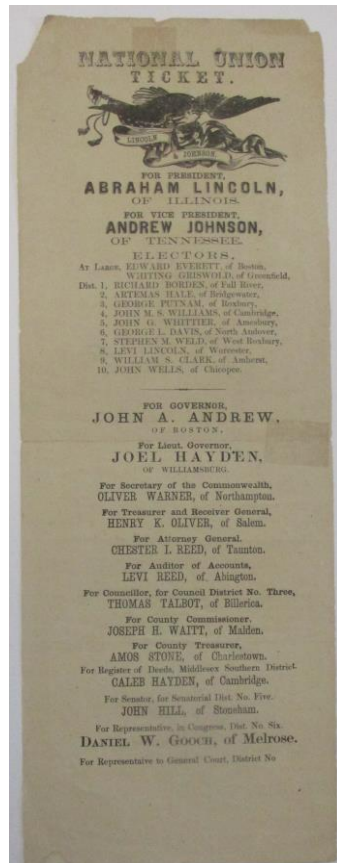 NATIONAL UNION
TICKET.
LINCOLN
& JOHNSON
FOR PRESIDENT,
ABRAHAM LINCOLN,
OF ILLINOIS.
FOR VICE PRESIDENT,
ANDREW JOHNSON,
OF TENNESSEE.
ELECTORS,
AT LARGE, EDWARD EVERETT, of Boston,
WHITING GRISWOLD, of Greenfield,
Dist. 1, RICHARD BORDEN, of Fall River,
2, ARTEMAS HALE, of Bridgewater,
3, GEORGE PUTNAM, of Roxbury,
4, JOHN M. S. WILLIAMS, of Cambridge,
5, JOHN G. WHITTIER, of Amesbury,
6, GEORGE L. DAVIS, of North Andover,
7, STEPHEN M. WELD, of West Roxbury,
8, LEVI LINCOLN, of Worcester,
9, WILLIAM S. CLARK, of Amherst,
10, JOHN WELLS, of Chicopee.
FOR GOVERNOR,
JOHN A. ANDREW,
OF BOSTON.
For Lieut. Governor,
JOEL HAYDEN,
OF WILLIAMSBURG.
For Secretary of the Commonwealth,
OLIVER WARNER, of Northampton.
For Treasurer and Receiver General,
HENRY K. OLIVER, of Salem.
For Attorney General.
CHESTER I. REED, of Taunton.
For Auditor of Accounts,
LEVI REED, of Abington.
For Councillor, for Council District No. Three,
THOMAS TALBOT, of Billerica.
For County Commissioner.
JOSEPH H. WAITT, of Malden.
For County Treasurer,
AMOS STONE, of Charlestown.
For Register of Deeds, Middlesex Southern District.
CALEB HAYDEN, of Cambridge.
For Senator, for Senatorial Dist. No. Five.
JOHN HILL, of Stoneham.
For Representative, in Congress, Dist. No. Six.
DANIEL W. GOOCH, of Melrose.
For Representaive to General Court, District No